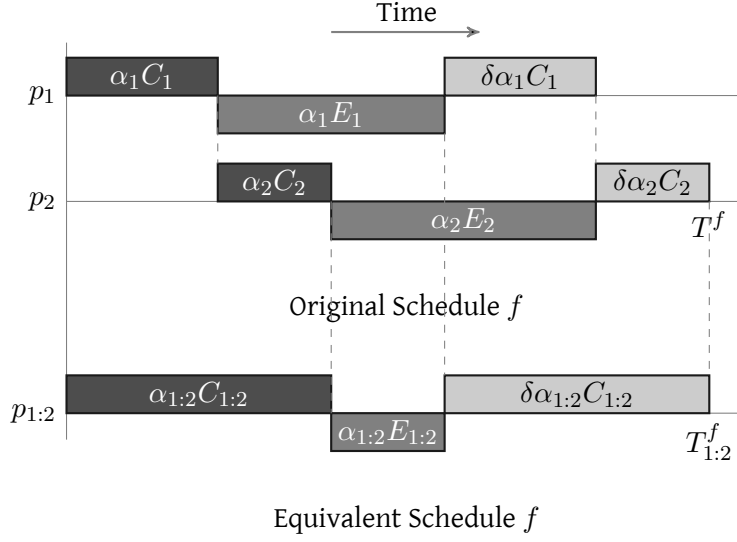 Time
α₁C₁
δα₁C₁
p₁
α₁E₁
α₂C₂
δα₂C₂
p₂
α₂E₂
T^f
Original Schedule f
α₁:₂C₁:₂
δα₁:₂C₁:₂
p₁:₂
α₁:₂E₁:₂
T^f₁:₂
Equivalent Schedule f